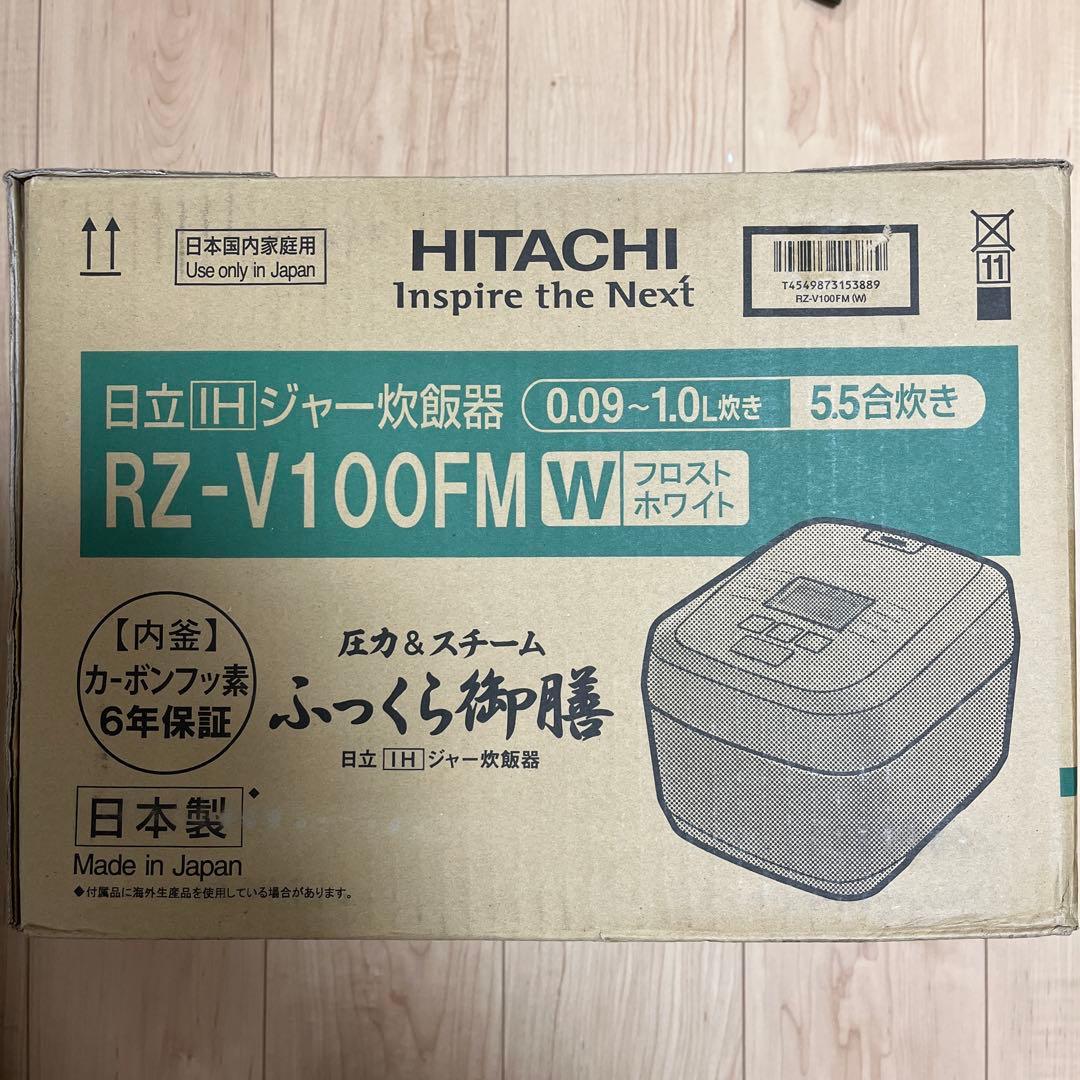 日本国内家庭用
Use only in Japan
HITACHI
Inspire the Next
T4549873153889
RZ-V100FM(W)
11
日立 IH ジャー炊飯器
0.09～1.0L炊き
5.5合炊き
RZ-V100FM W
フロスト
ホワイト
【内釜】
カーボンフッ素
6年保証
圧力&スチーム
ふっくら御膳
日立 IH ジャー炊飯器
日本製◆
Made in Japan
◆付属品に海外生産品を使用している場合があります。